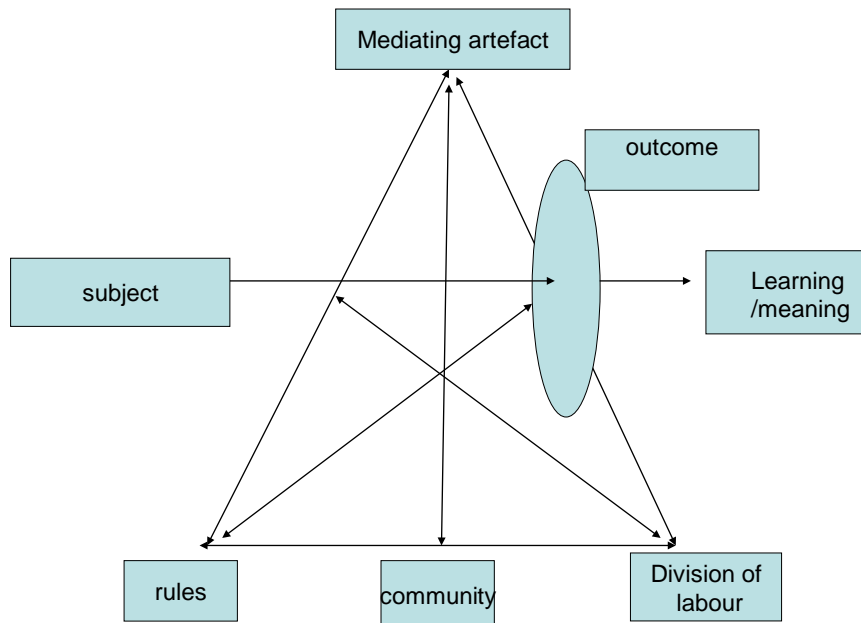 Mediating artefact
outcome
subject
Learning
/meaning
rules
community
Division of
labour